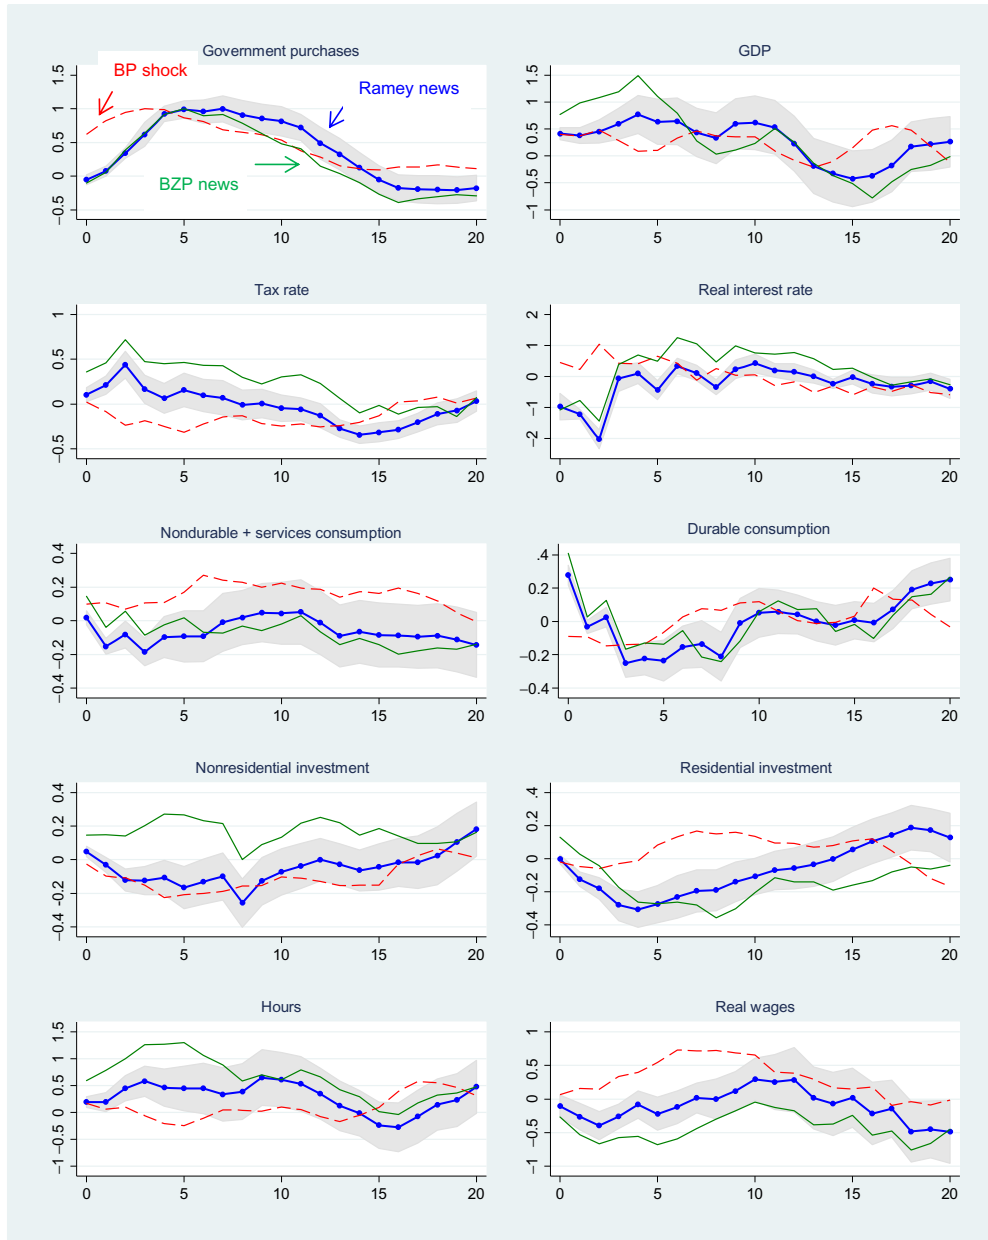 Government purchases
BP shock
Ramey news
BZP news
1.5
1
0.5
0
−0.5
0 5 10 15 20
GDP
1.5
1
0.5
0.0
−0.5
−1
0 5 10 15 20
Tax rate
1
0.5
0
−0.5
0 5 10 15 20
Real interest rate
2
1
0
−1
−2
0 5 10 15 20
Nondurable + services consumption
0.4
0.2
0
−0.2
−0.4
0 5 10 15 20
Durable consumption
.4
0.2
0
−0.2
−0.4
0 5 10 15 20
Nonresidential investment
0.4
0.2
0
−0.2
−0.4
0 5 10 15 20
Residential investment
.4
0.2
0
−0.2
−0.4
0 5 10 15 20
Hours
1.5
1
0.5
0
−0.5
−1
0 5 10 15 20
Real wages
1
0.5
0.0
−0.5
−1
0 5 10 15 20